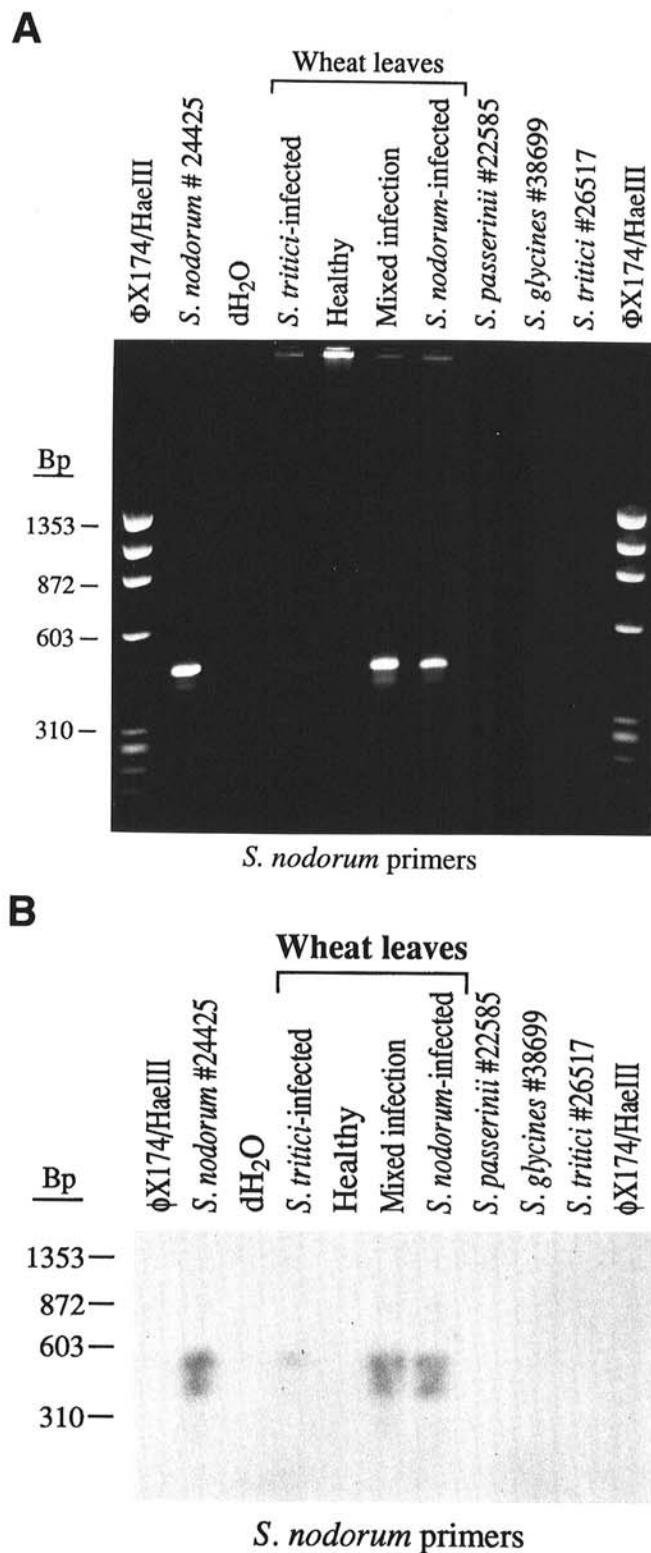 A
Wheat leaves
ΦX174/HaeIII
S. nodorum # 24425
dH₂O
S. tritici-infected
Healthy
Mixed infection
S. nodorum-infected
S. passerinii #22585
S. glycines #38699
S. tritici #26517
ΦX174/HaeIII
Bp
1353
872
603
310
S. nodorum primers
B
Wheat leaves
ϕX174/HaeIII
S. nodorum #24425
dH₂O
S. tritici-infected
Healthy
Mixed infection
S. nodorum-infected
S. passerinii #22585
S. glycines #38699
S. tritici #26517
ϕX174/HaeIII
Bp
1353
872
603
310
S. nodorum primers